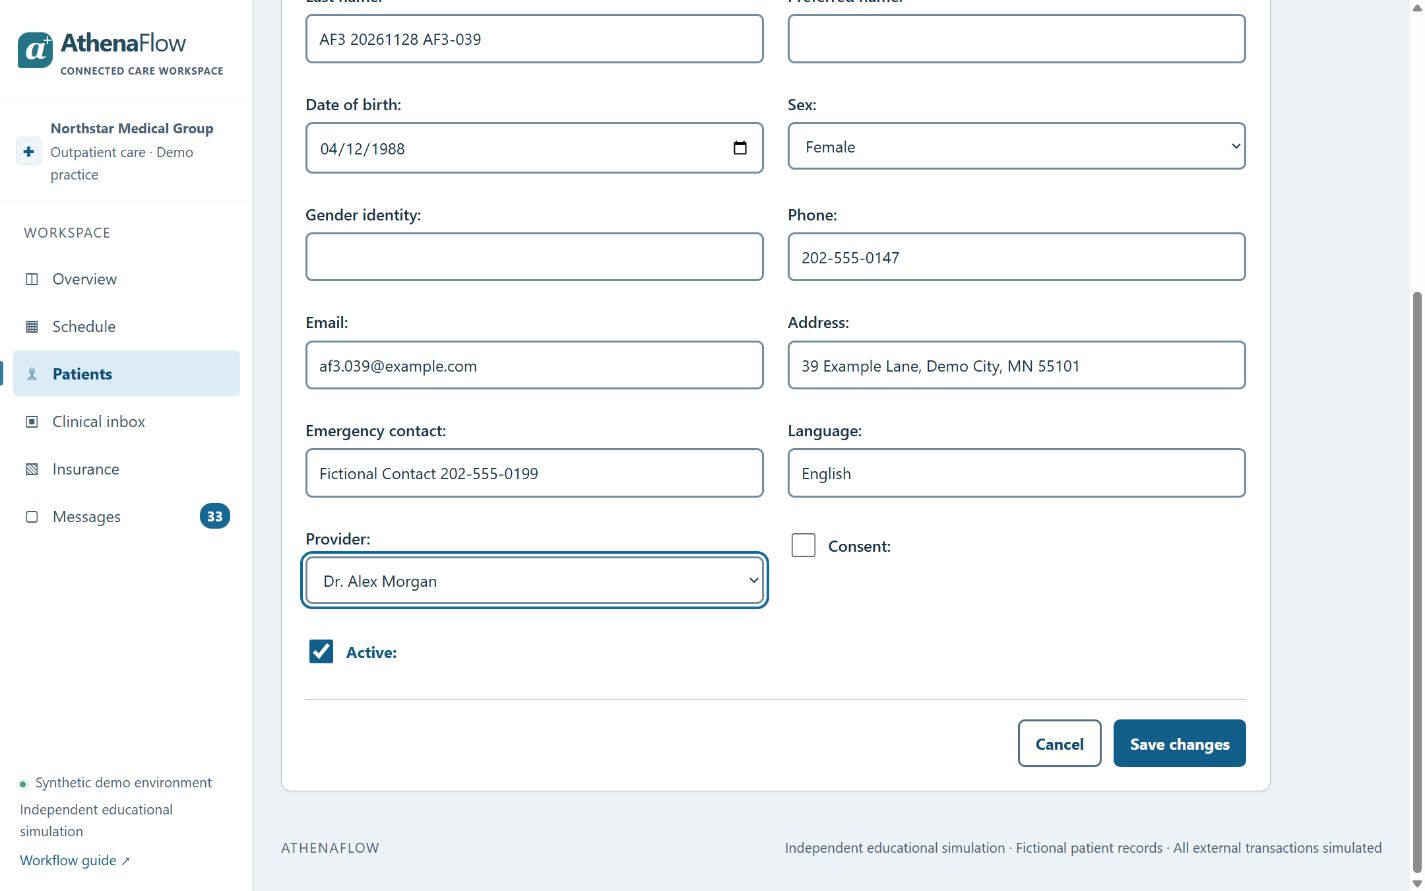 AthenaFlow
CONNECTED CARE WORKSPACE
Northstar Medical Group
Outpatient care · Demo
practice
WORKSPACE
Overview
Schedule
Patients
Clinical inbox
Insurance
Messages
33
Synthetic demo environment
Independent educational
simulation
Workflow guide ↗
Last name:
Preferred name:
AF3 20261128 AF3-039
Date of birth:
Sex:
04/12/1988
Female
Gender identity:
Phone:
202-555-0147
Email:
Address:
af3.039@example.com
39 Example Lane, Demo City, MN 55101
Emergency contact:
Language:
Fictional Contact 202-555-0199
English
Provider:
Consent:
Dr. Alex Morgan
Active:
Cancel
Save changes
ATHENAFLOW
Independent educational simulation · Fictional patient records · All external transactions simulated